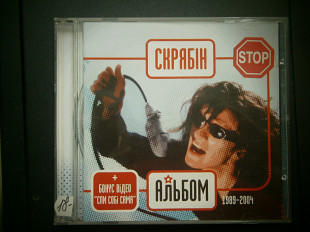 СКРЯБІН
STOP
+
БОНУС ВІДЕО
"СПИ СОБІ САМА"
АЛЬБОМ
1989-2004